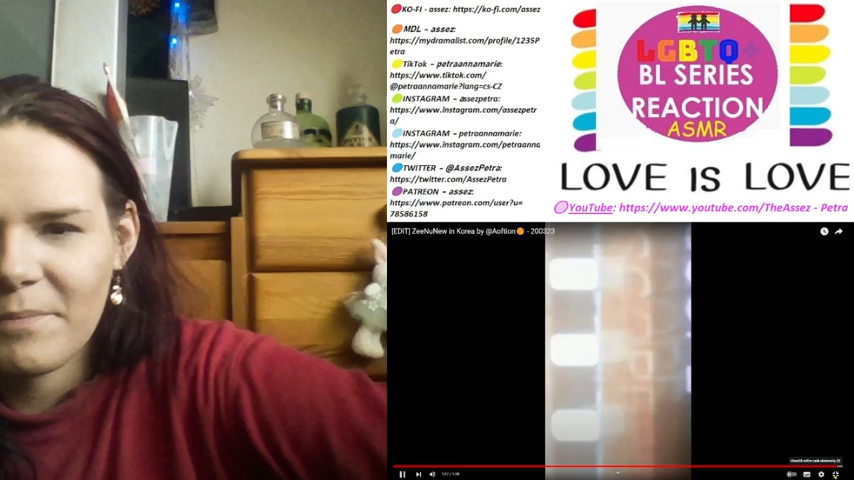 KO-FI - assez: https://ko-fi.com/assez
MDL - assez:
https://mydramalist.com/profile/1235P
etra
TikTok - petraannamarie:
https://www.tiktok.com/
@petraannamarie?lang=cs-CZ
INSTAGRAM - assezpetra:
https://www.instagram.com/assezpetr
a/
INSTAGRAM - petraannamarie:
https://www.instagram.com/petraanna
marie/
TWITTER - @AssezPetra:
https://twitter.com/AssezPetra
PATREON - assez:
https://www.patreon.com/user?u=
78586158
LGBTQ+
BL SERIES
REACTION
ASMR
LOVE IS LOVE
YouTube: https://www.youtube.com/TheAssez - Petra
[EDIT] ZeeNuNew in Korea by @Aoftion - 200323